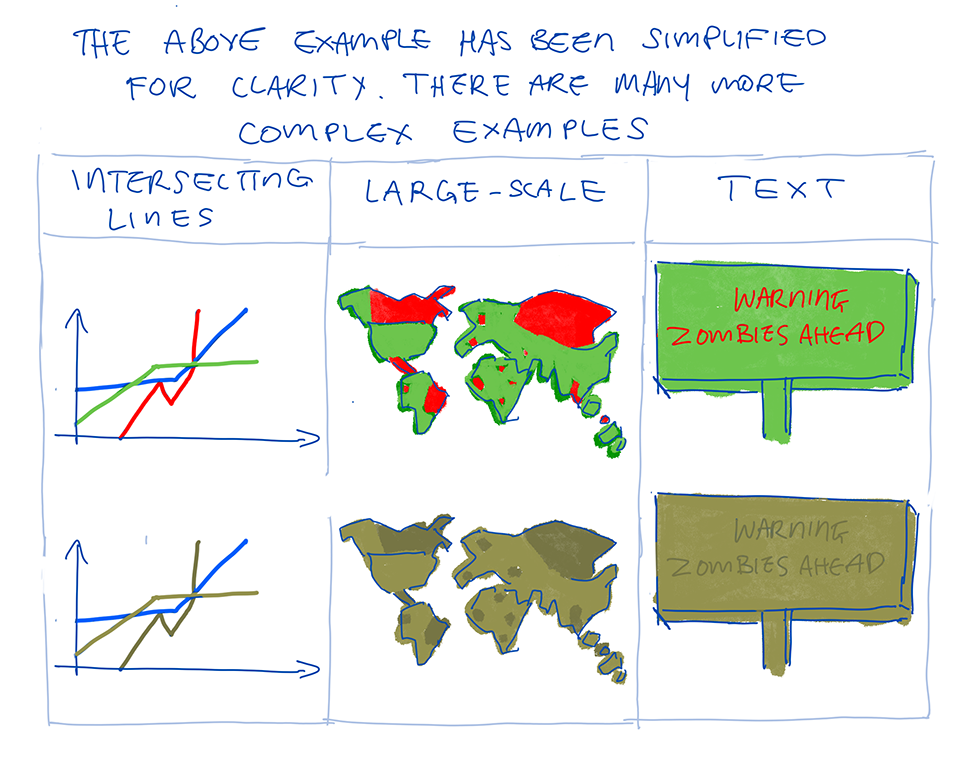 THE ABOVE EXAMPLE HAS BEEN SIMPLIFIED
FOR CLARITY. THERE ARE MANY MORE
COMPLEX EXAMPLES
INTERSECTING
LINES
LARGE-SCALE
TEXT
WARNING
ZOMBIES AHEAD
WARNING
ZOMBIES AHEAD